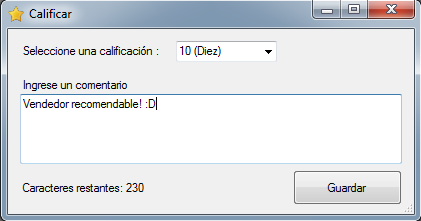 Calificar
Seleccione una calificación : 10 (Diez)
Ingrese un comentario
Vendedor recomendable! :D
Caracteres restantes: 230 Guardar